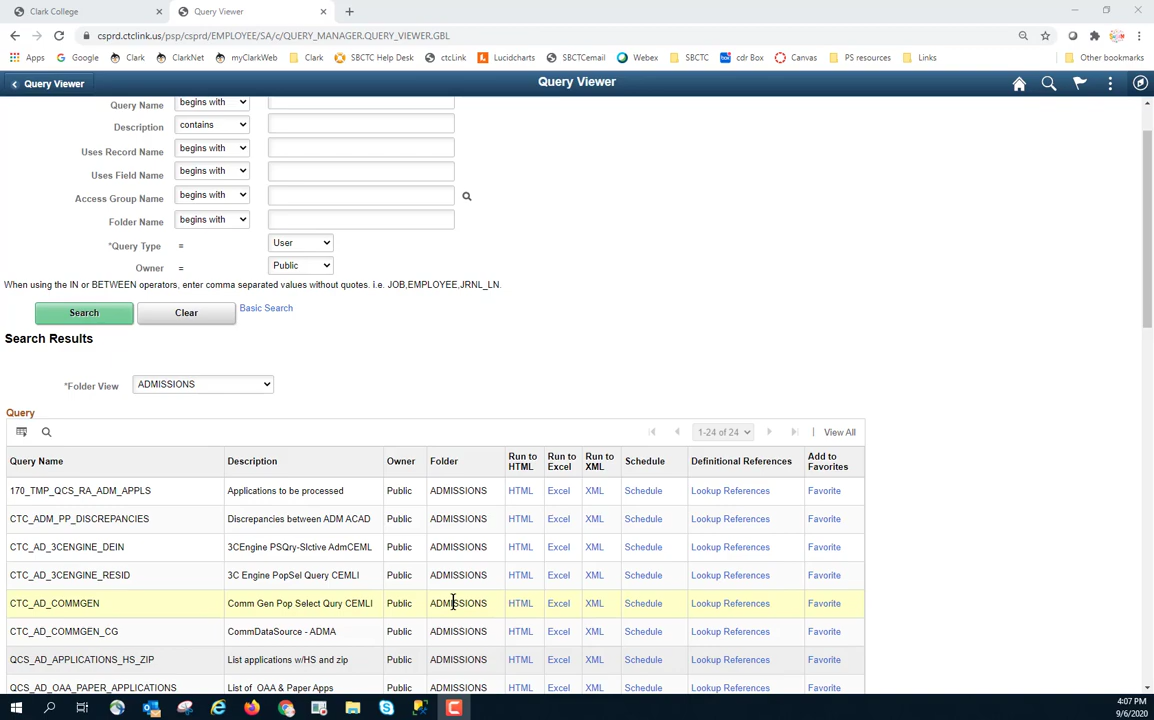 Clark College
Query Viewer
csprd.ctclink.us/psp/csprd/EMPLOYEE/SA/c/QUERY_MANAGER.QUERY_VIEWER.GBL
Apps Google Clark ClarkNet myClarkWeb Clark SBCTC Help Desk ctcLink Lucidcharts SBCTCEmail Webex SBCTC cdr Box Canvas PS resources Links Other bookmarks
Query Viewer
Query Viewer
Query Name begins with
Description contains
Uses Record Name begins with
Uses Field Name begins with
Access Group Name begins with
Folder Name begins with
*Query Type = User
Owner = Public
When using the IN or BETWEEN operators, enter comma separated values without quotes. i.e. JOB,EMPLOYEE,JRNL_LN.
Search Clear Basic Search
Search Results
*Folder View ADMISSIONS
Query
1-24 of 24 | View All
Query Name Description Owner Folder Run to HTML Run to Excel Run to XML Schedule Definitional References Add to Favorites
170_TMP_QCS_RA_ADM_APPLS Applications to be processed Public ADMISSIONS HTML Excel XML Schedule Lookup References Favorite
CTC_ADM_PP_DISCREPANCIES Discrepancies between ADM ACAD Public ADMISSIONS HTML Excel XML Schedule Lookup References Favorite
CTC_AD_3CENGINE_DEIN 3CEngine PSQry-Slctive AdmCEML Public ADMISSIONS HTML Excel XML Schedule Lookup References Favorite
CTC_AD_3CENGINE_RESID 3C Engine PopSel Query CEMLI Public ADMISSIONS HTML Excel XML Schedule Lookup References Favorite
CTC_AD_COMMGEN Comm Gen Pop Select Qury CEMLI Public ADMISSIONS HTML Excel XML Schedule Lookup References Favorite
CTC_AD_COMMGEN_CG CommDataSource - ADMA Public ADMISSIONS HTML Excel XML Schedule Lookup References Favorite
QCS_AD_APPLICATIONS_HS_ZIP List applications w/HS and zip Public ADMISSIONS HTML Excel XML Schedule Lookup References Favorite
QCS_AD_OAA_PAPER_APPLICATIONS List of OAA & Paper Apps Public ADMISSIONS HTML Excel XML Schedule Lookup References Favorite
4:07 PM
9/6/2020